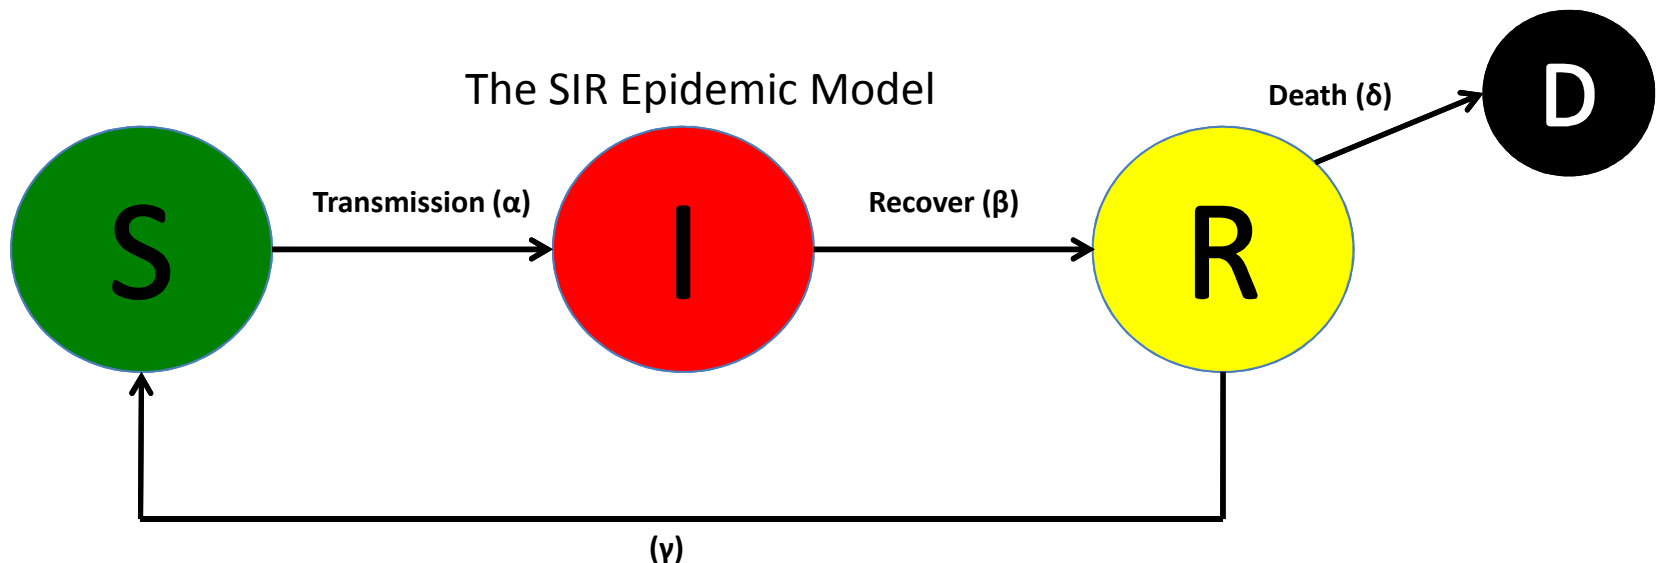 The SIR Epidemic Model
Death (δ)
D
Transmission (α)
Recover (β)
S
I
R
(γ)